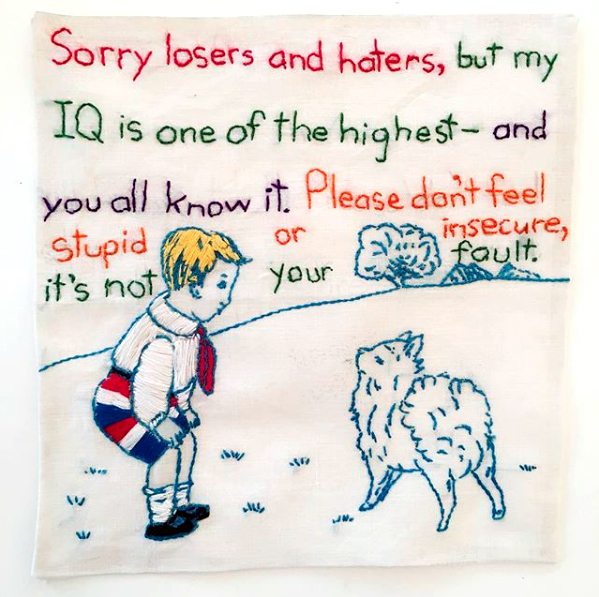 Sorry losers and haters, but my
IQ is one of the highest- and
you all know it. Please don't feel
stupid or insecure,
it's not your fault.